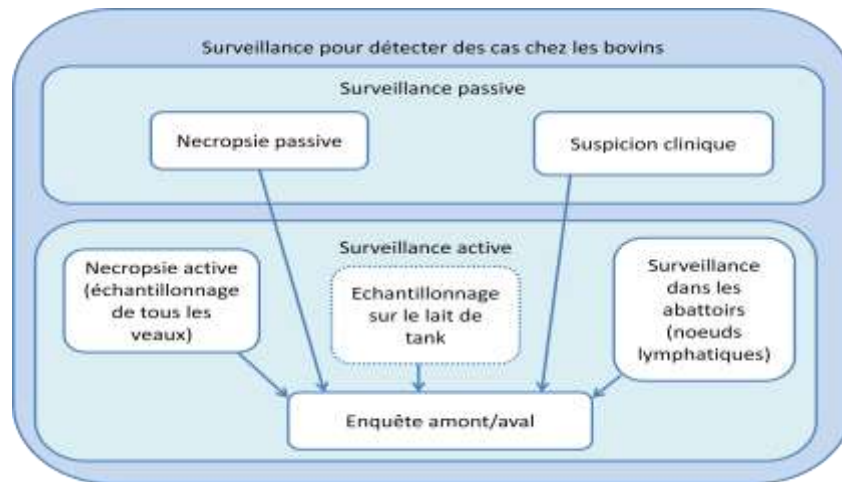 Surveillance pour détecter des cas chez les bovins
Surveillance passive
Necropsie passive
Suspicion clinique
Surveillance active
Necropsie active
(échantillonnage
de tous les
veaux)
Echantillonnage
sur le lait de
tank
Surveillance
dans les
abattoirs
(noeuds
lymphatiques)
Enquête amont/aval